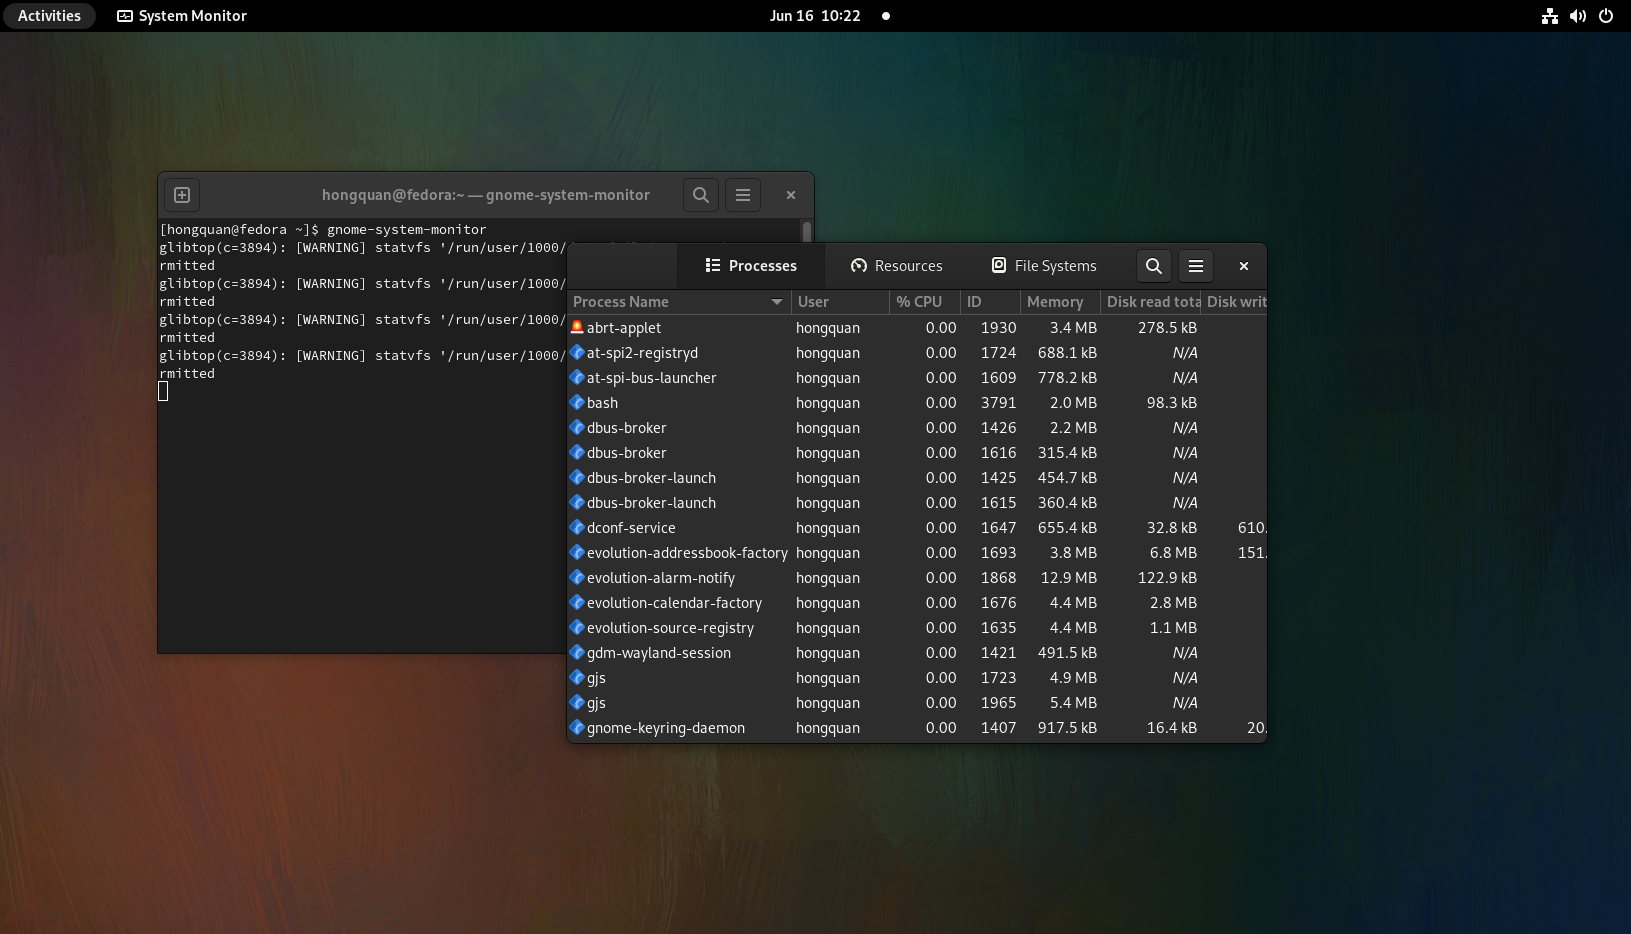 Activities System Monitor Jun 16 10:22
hongquan@fedora:~ — gnome-system-monitor
[hongquan@fedora ~]$ gnome-system-monitor
glibtop(c=3894): [WARNING] statvfs '/run/user/1000/
rmitted
glibtop(c=3894): [WARNING] statvfs '/run/user/1000/
rmitted
glibtop(c=3894): [WARNING] statvfs '/run/user/1000/
rmitted
glibtop(c=3894): [WARNING] statvfs '/run/user/1000/
rmitted
Processes Resources File Systems
Process Name User % CPU ID Memory Disk read tota Disk writ
abrt-applet hongquan 0.00 1930 3.4 MB 278.5 kB
at-spi2-registryd hongquan 0.00 1724 688.1 kB N/A
at-spi-bus-launcher hongquan 0.00 1609 778.2 kB N/A
bash hongquan 0.00 3791 2.0 MB 98.3 kB
dbus-broker hongquan 0.00 1426 2.2 MB N/A
dbus-broker hongquan 0.00 1616 315.4 kB N/A
dbus-broker-launch hongquan 0.00 1425 454.7 kB N/A
dbus-broker-launch hongquan 0.00 1615 360.4 kB N/A
dconf-service hongquan 0.00 1647 655.4 kB 32.8 kB 610.
evolution-addressbook-factory hongquan 0.00 1693 3.8 MB 6.8 MB 151.
evolution-alarm-notify hongquan 0.00 1868 12.9 MB 122.9 kB
evolution-calendar-factory hongquan 0.00 1676 4.4 MB 2.8 MB
evolution-source-registry hongquan 0.00 1635 4.4 MB 1.1 MB
gdm-wayland-session hongquan 0.00 1421 491.5 kB N/A
gjs hongquan 0.00 1723 4.9 MB N/A
gjs hongquan 0.00 1965 5.4 MB N/A
gnome-keyring-daemon hongquan 0.00 1407 917.5 kB 16.4 kB 20.